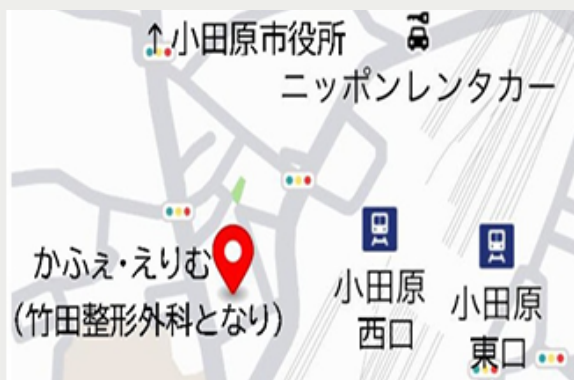 ↑小田原市役所
ニッポンレンタカー
かふぇ・えりむ
(竹田整形外科となり)
小田原
西口
小田原
東口